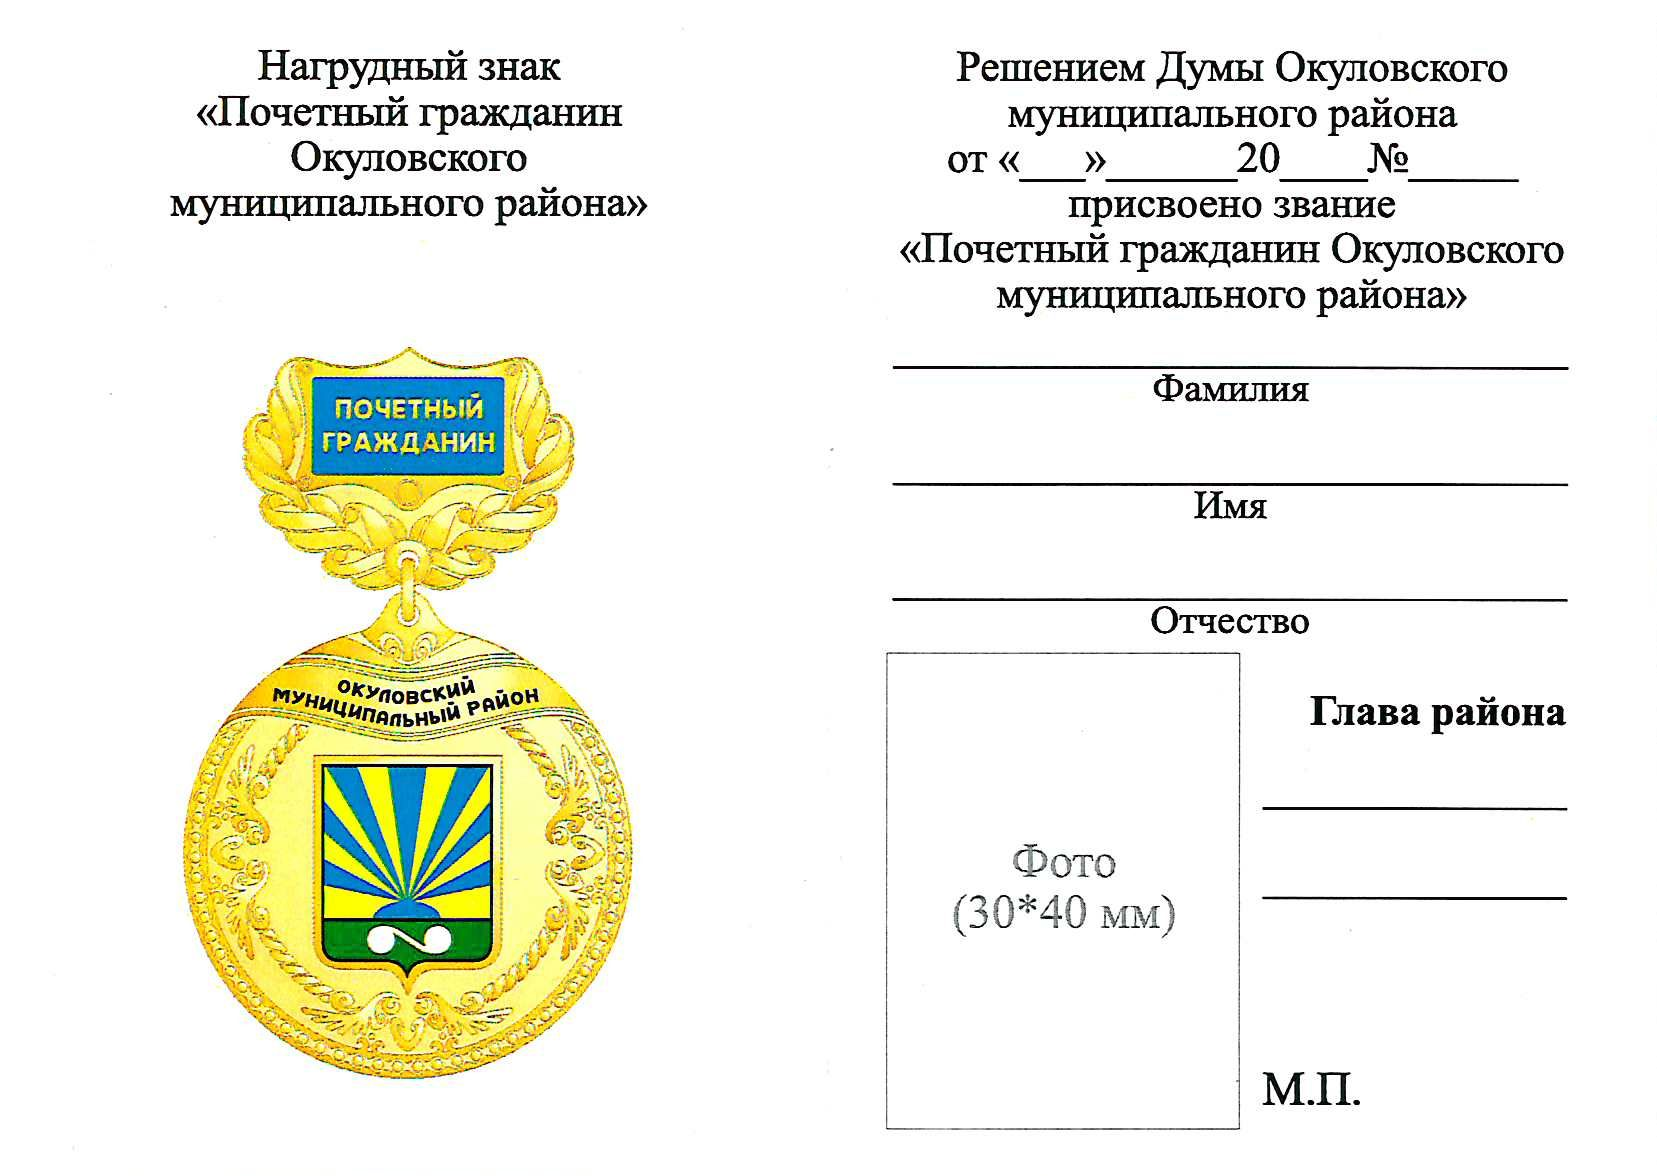 Нагрудный знак
«Почетный гражданин
Окуловского
муниципального района»
ПОЧЕТНЫЙ
ГРАЖДАНИН
ОКУЛОВСКИЙ
МУНИЦИПАЛЬНЫЙ РАЙОН
Решением Думы Окуловского
муниципального района
от «___»______20____№_____
присвоено звание
«Почетный гражданин Окуловского
муниципального района»
Фамилия
Имя
Отчество
Фото
(30*40 мм)
Глава района
М.П.